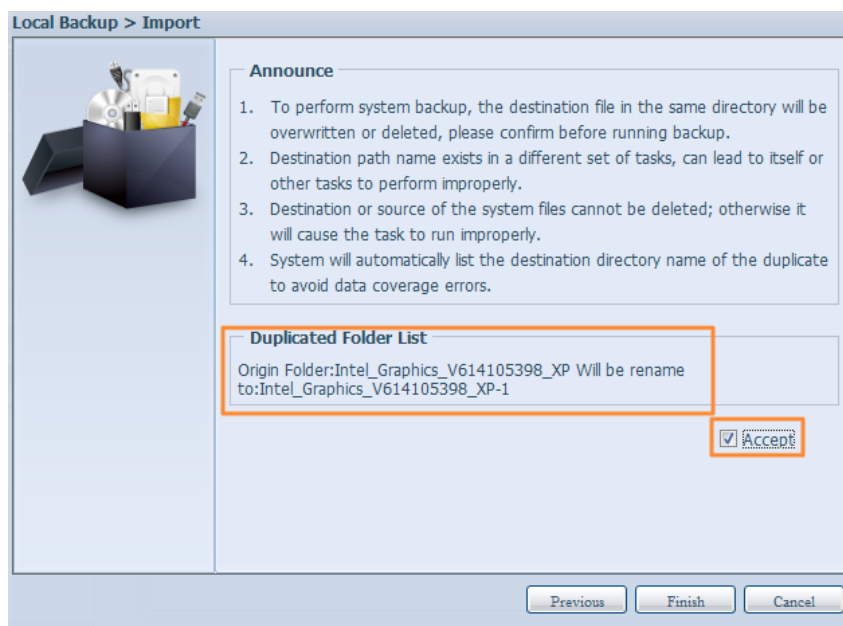 Local Backup > Import
Announce
1. To perform system backup, the destination file in the same directory will be
overwritten or deleted, please confirm before running backup.
2. Destination path name exists in a different set of tasks, can lead to itself or
other tasks to perform improperly.
3. Destination or source of the system files cannot be deleted; otherwise it
will cause the task to run improperly.
4. System will automatically list the destination directory name of the duplicate
to avoid data coverage errors.
Duplicated Folder List
Origin Folder:Intel_Graphics_V614105398_XP Will be rename
to:Intel_Graphics_V614105398_XP-1
Accept
Previous Finish Cancel